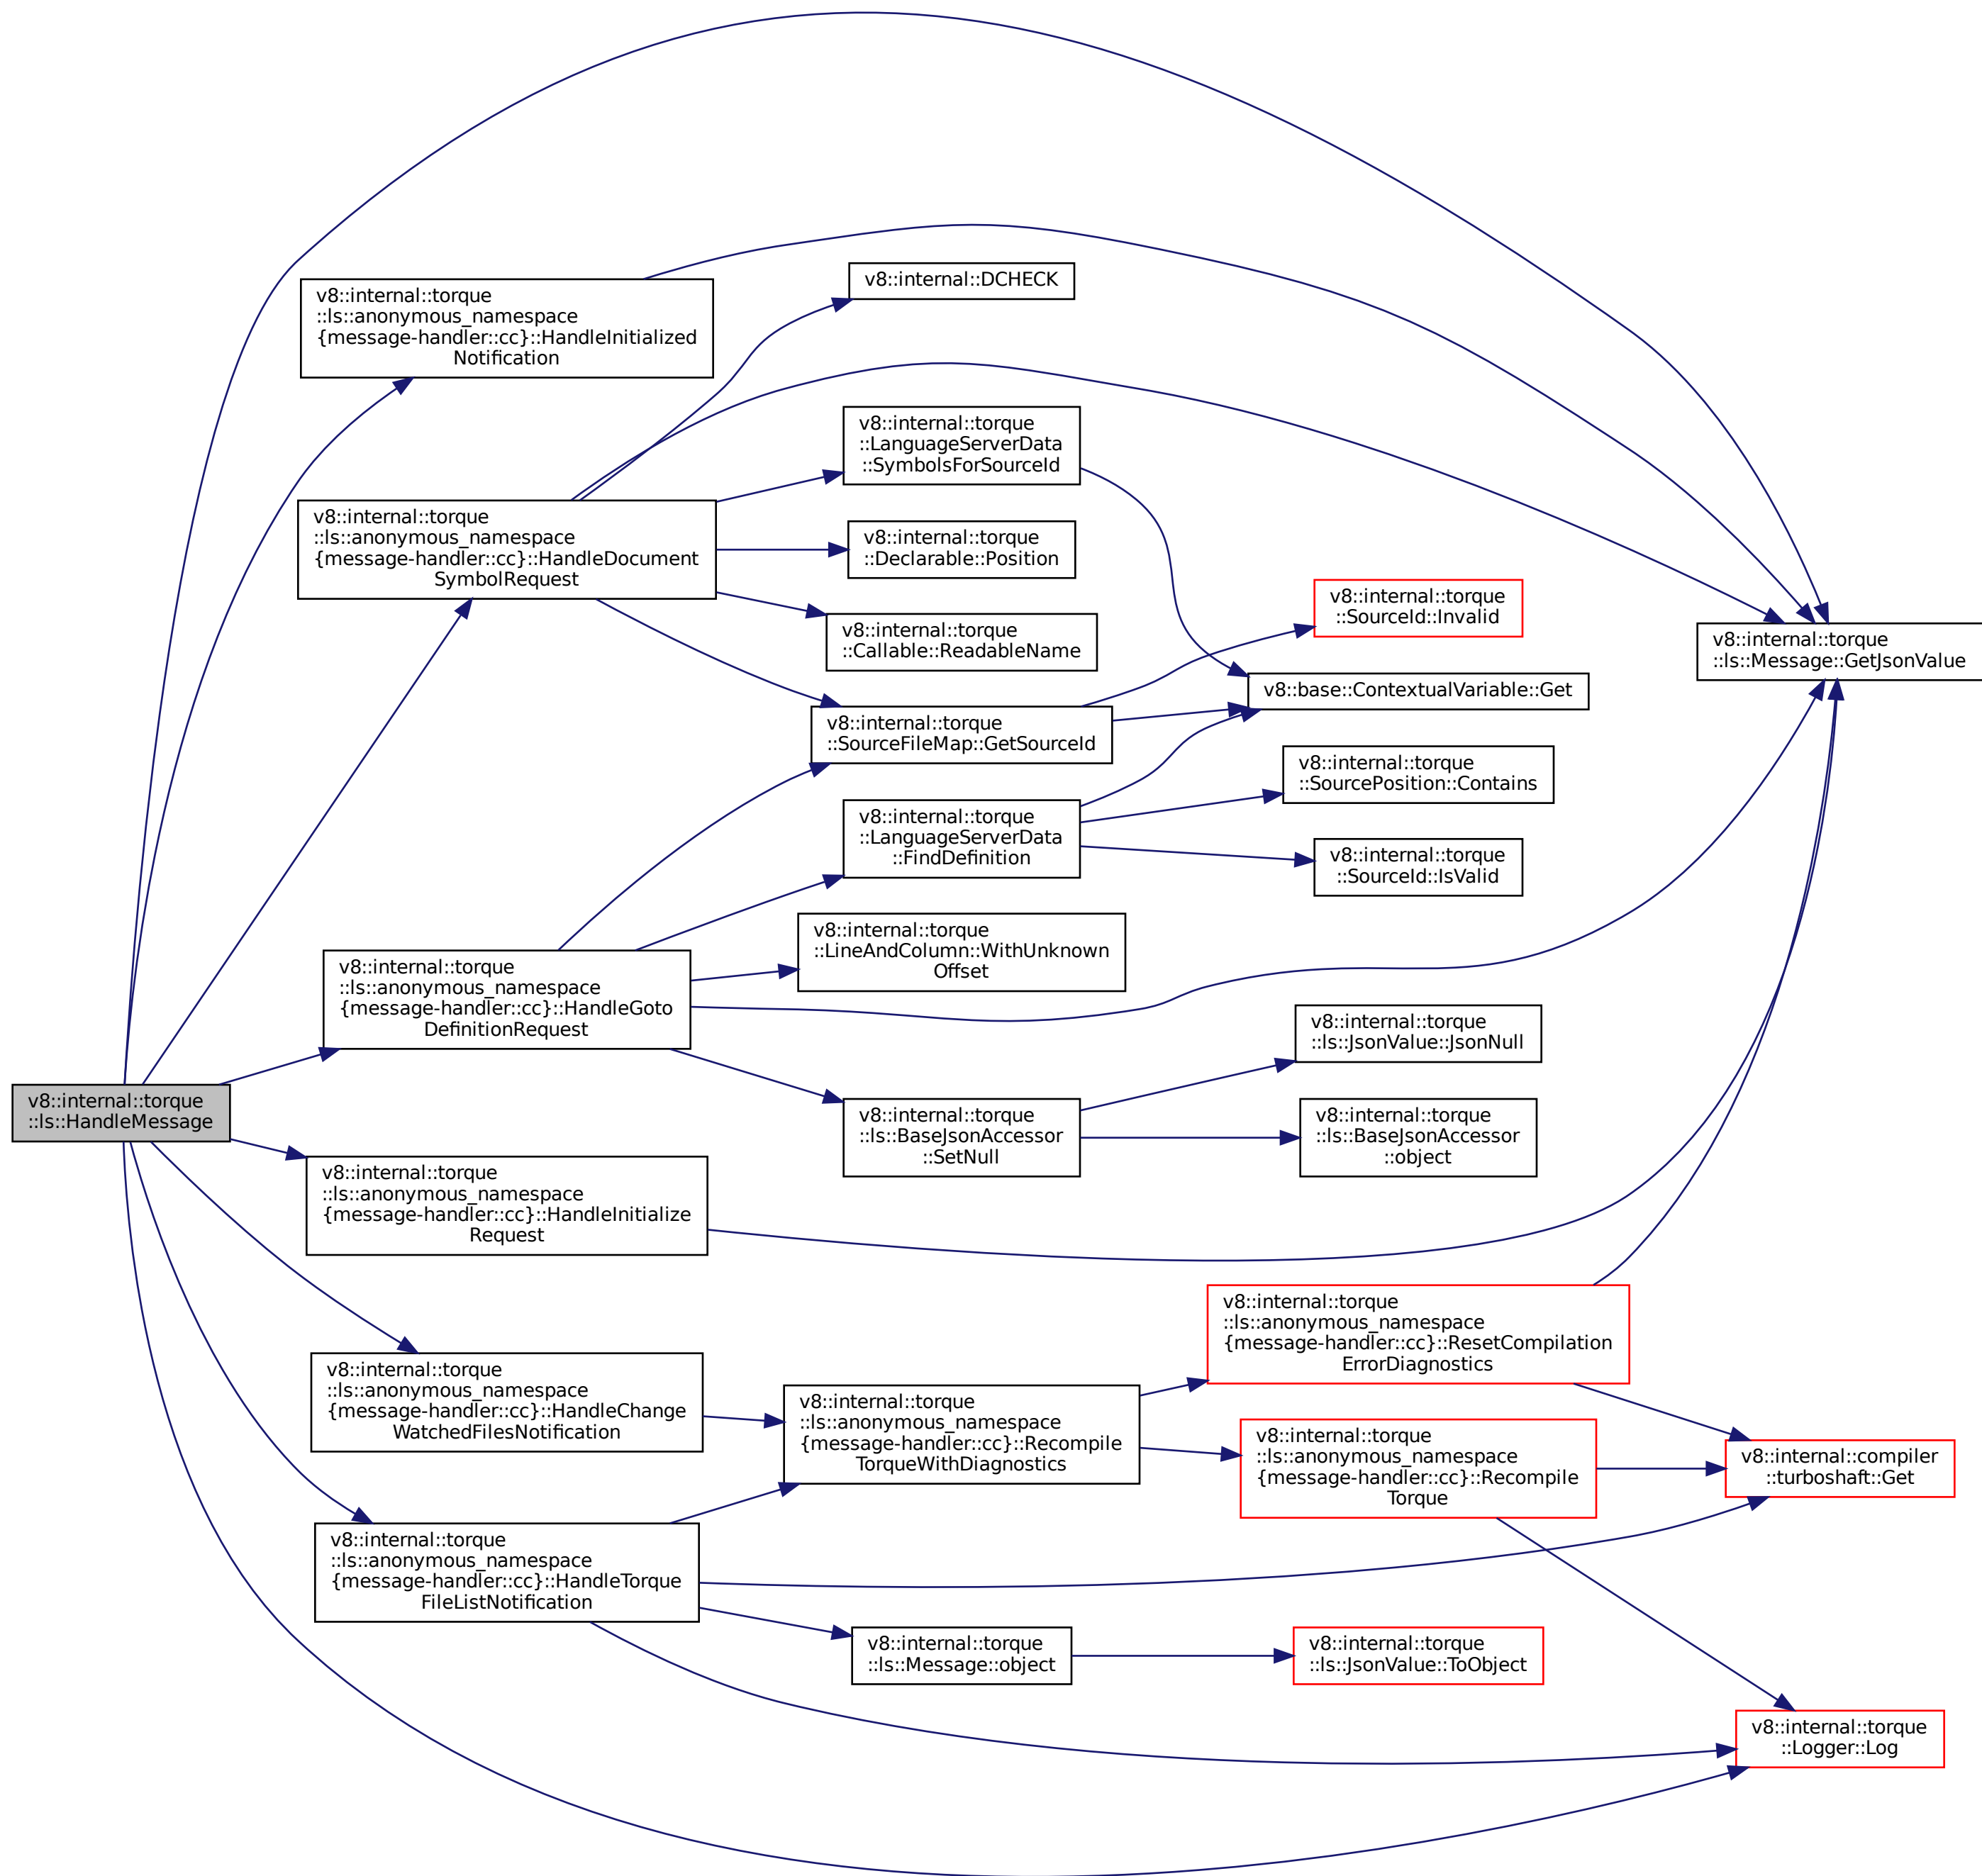 v8::internal::torque
::ls::HandleMessage
v8::internal::torque
::ls::anonymous_namespace
{message-handler::cc}::HandleInitialized
Notification
v8::internal::torque
::ls::anonymous_namespace
{message-handler::cc}::HandleDocument
SymbolRequest
v8::internal::torque
::ls::anonymous_namespace
{message-handler::cc}::HandleGoto
DefinitionRequest
v8::internal::torque
::ls::anonymous_namespace
{message-handler::cc}::HandleInitialize
Request
v8::internal::torque
::ls::anonymous_namespace
{message-handler::cc}::HandleChange
WatchedFilesNotification
v8::internal::torque
::ls::anonymous_namespace
{message-handler::cc}::HandleTorque
FileListNotification
v8::internal::DCHECK
v8::internal::torque
::LanguageServerData
::SymbolsForSourceId
v8::internal::torque
::Declarable::Position
v8::internal::torque
::Callable::ReadableName
v8::internal::torque
::SourceFileMap::GetSourceId
v8::internal::torque
::LanguageServerData
::FindDefinition
v8::internal::torque
::LineAndColumn::WithUnknown
Offset
v8::internal::torque
::ls::BaseJsonAccessor
::SetNull
v8::internal::torque
::ls::anonymous_namespace
{message-handler::cc}::Recompile
TorqueWithDiagnostics
v8::internal::torque
::ls::Message::object
v8::internal::torque
::SourceId::Invalid
v8::base::ContextualVariable::Get
v8::internal::torque
::SourcePosition::Contains
v8::internal::torque
::SourceId::IsValid
v8::internal::torque
::ls::JsonValue::JsonNull
v8::internal::torque
::ls::BaseJsonAccessor
::object
v8::internal::torque
::ls::anonymous_namespace
{message-handler::cc}::ResetCompilation
ErrorDiagnostics
v8::internal::torque
::ls::anonymous_namespace
{message-handler::cc}::Recompile
Torque
v8::internal::torque
::ls::JsonValue::ToObject
v8::internal::torque
::ls::Message::GetJsonValue
v8::internal::compiler
::turboshaft::Get
v8::internal::torque
::Logger::Log